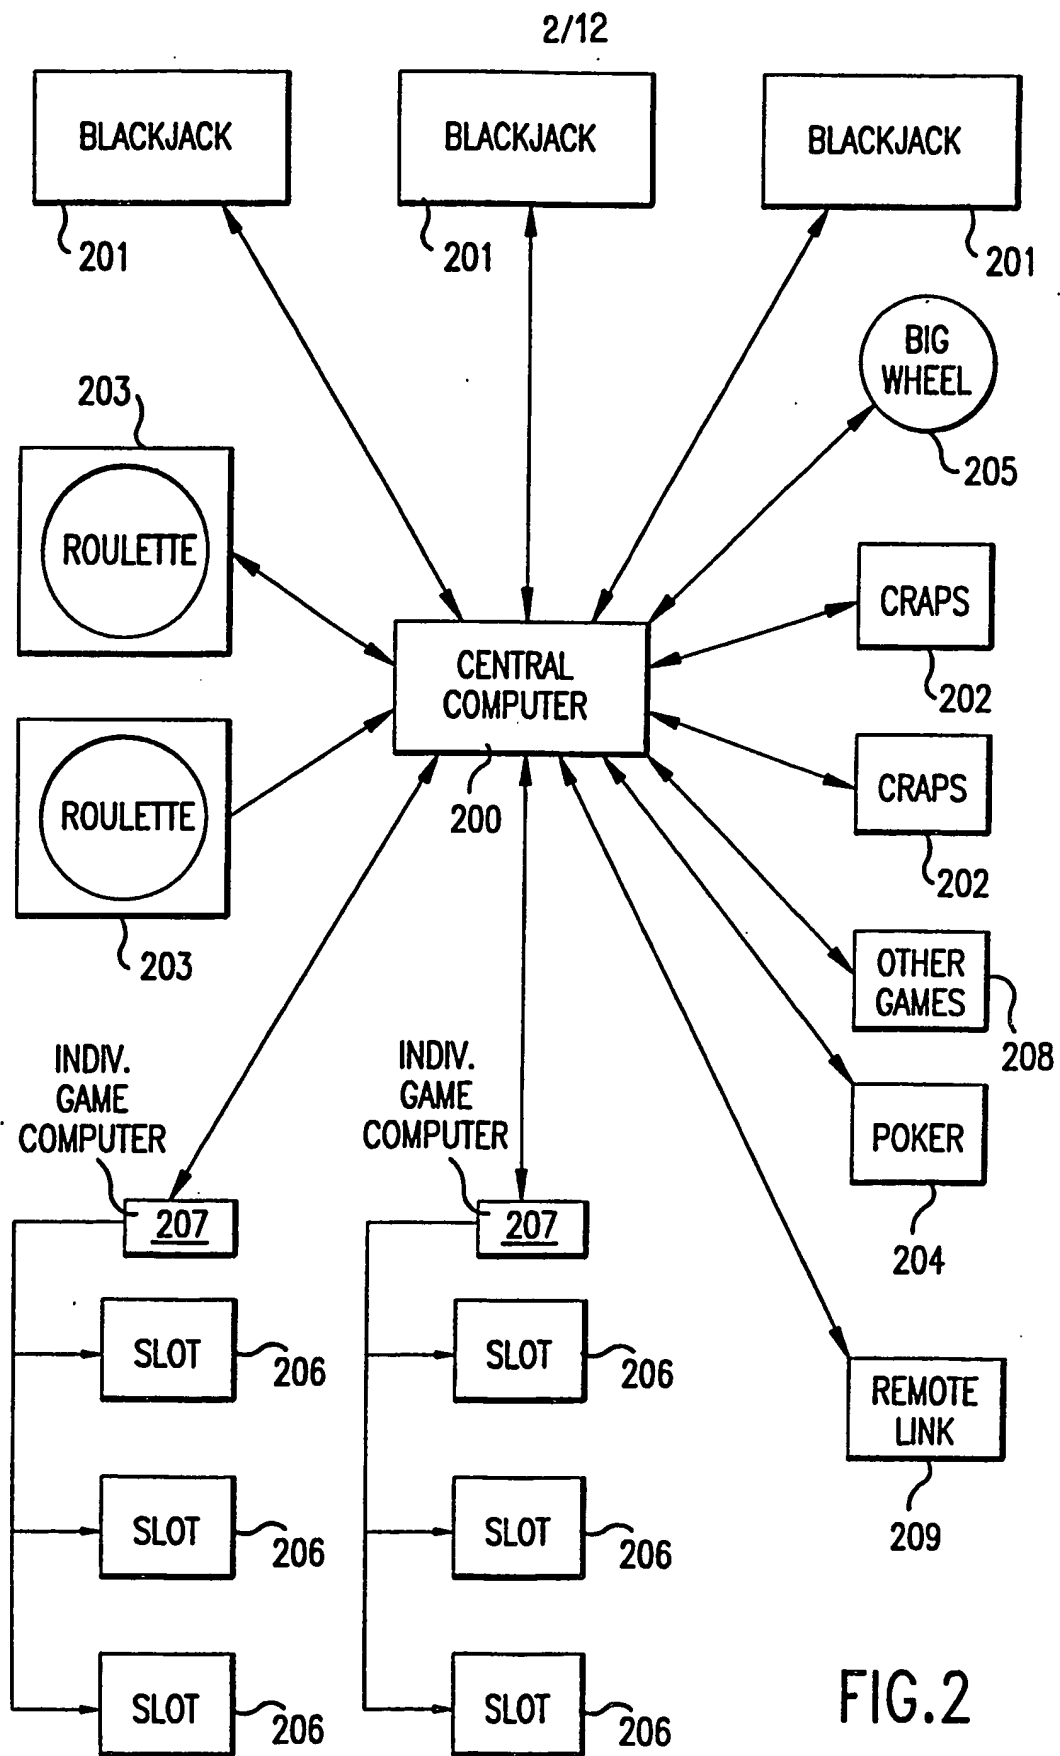 2/12
BLACKJACK
BLACKJACK
BLACKJACK
201
201
201
BIG
WHEEL
205
203
ROULETTE
CRAPS
202
CENTRAL
COMPUTER
200
ROULETTE
203
CRAPS
202
OTHER
GAMES
208
INDIV.
GAME
COMPUTER
INDIV.
GAME
COMPUTER
POKER
204
207
207
SLOT
206
SLOT
206
REMOTE
LINK
209
SLOT
206
SLOT
206
SLOT
206
SLOT
206
FIG.2